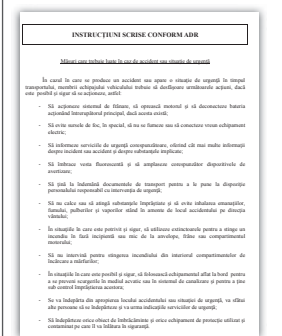 INSTRUCȚIUNI SCRISE CONFORM ADR
Măsuri care trebuie luate în caz de accident sau situație de urgență
În cazul în care se produce un accident sau apare o situație de urgență în timpul
transportului, membrii echipajului vehiculului trebuie să desfășoare următoarele acțiuni, dacă
este posibil și sigur să se acționeze, astfel:
- Să acționeze sistemul de frânare, să oprească motorul și să deconecteze bateria
acționând întrerupătorul principal, dacă acesta există;
- Să evite sursele de foc, în special, să nu se fumeze sau să conecteze vreun echipament
electric;
- Să informeze serviciile de urgență corespunzătoare, oferind cât mai multe informații
despre incident sau accident și despre substanțele implicate;
- Să îmbrace vesta fluorescentă și să amplaseze corespunzător dispozitivele de
avertizare;
- Să țină la îndemână documentele de transport pentru a le pune la dispoziție
personalului responsabil cu intervenția de urgență;
- Să nu calce sau să atingă substanțele împrăștiate și să evite inhalarea emanațiilor,
fumului, pulberilor și vaporilor stând în amonte de locul accidentului pe direcția
vântului;
- În situațiile în care este potrivit și sigur, să utilizeze extinctoarele pentru a stinge un
incendiu în fază incipientă sau mic de la anvelope, frâne sau compartimentul
motorului;
- Să nu intervină pentru stingerea incendiului din interiorul compartimentelor de
încărcare a mărfurilor;
- În situațiile în care este posibil și sigur, să folosească echipamentul aflat la bord pentru
a se preveni scurgerile în mediul acvatic sau în sistemul de canalizare și pentru a ține
sub control împrăștierea acestora;
- Se va îndepărta din apropierea locului accidentului sau situației de urgență, va sfătui
alte persoane să se îndepărteze și va urma indicațiile serviciilor de urgență;
- Să îndepărteze orice obiect de îmbrăcăminte și orice echipament de protecție utilizat și
contaminat pe care îl va înlătura în siguranță.